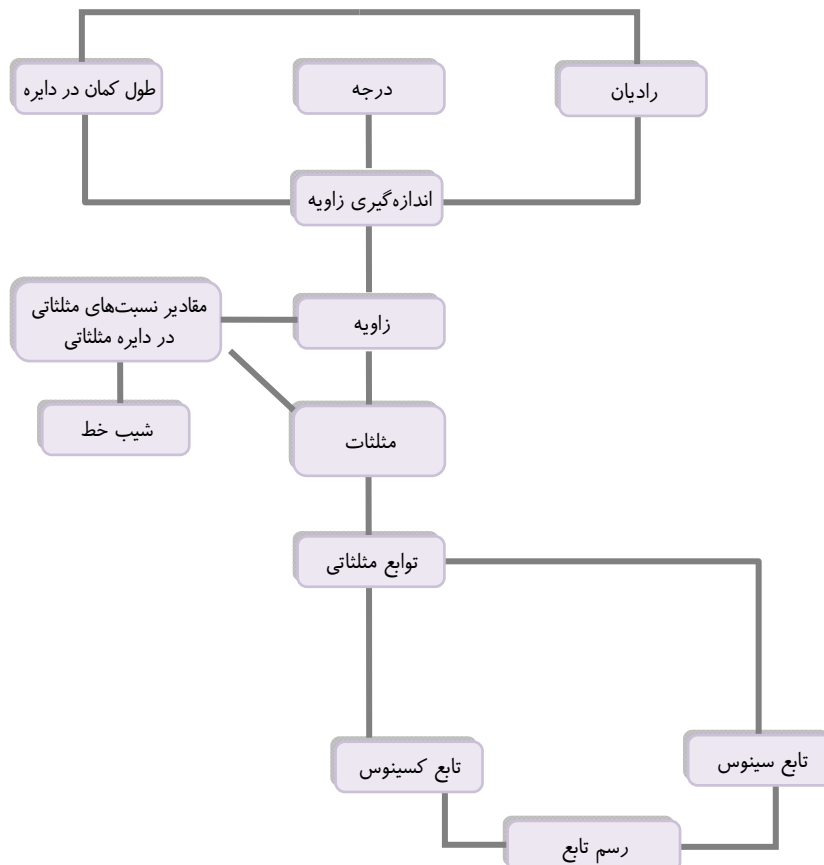 رادیان
درجه
طول کمان در دایره
اندازه‌گیری زاویه
زاویه
مقادیر نسبت‌های مثلثاتی
در دایره مثلثاتی
شیب خط
مثلثات
توابع مثلثاتی
تابع سینوس
تابع کسینوس
رسم تابع